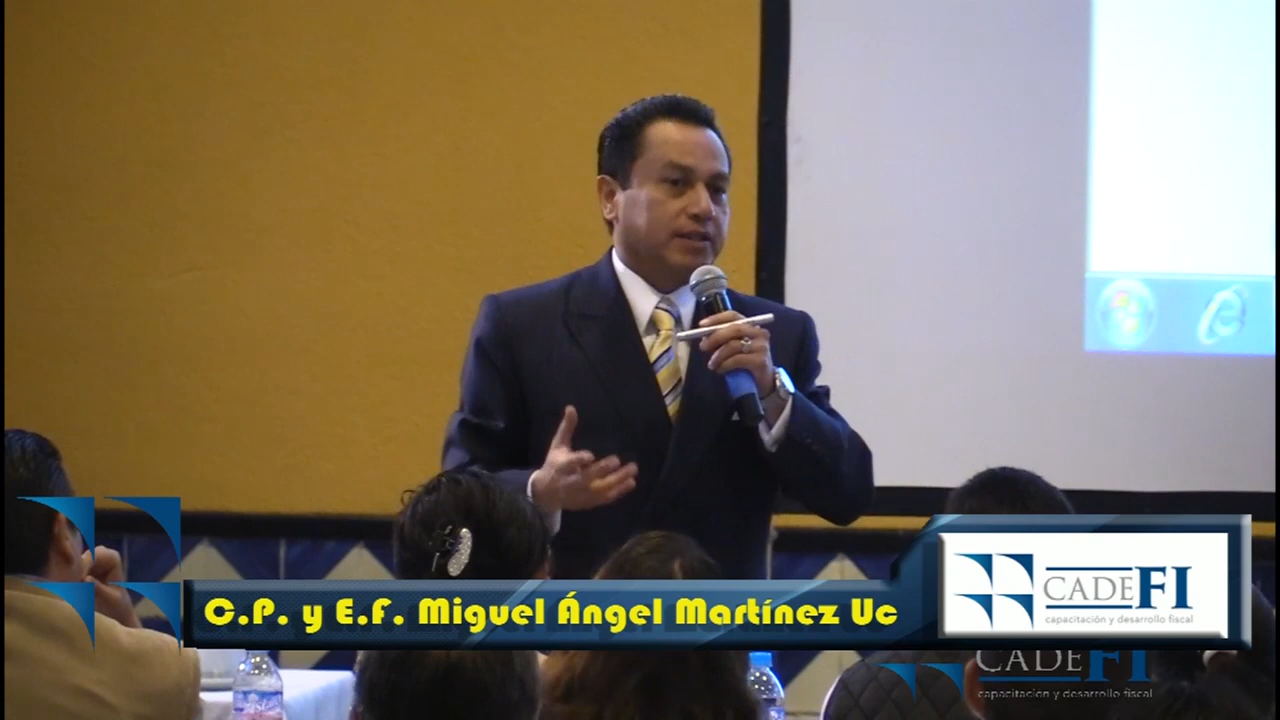 C.P. y E.F. Miguel Ángel Martínez Uc
CADEFI
capacitación y desarrollo fiscal
CADEFI
capacitación y desarrollo fiscal